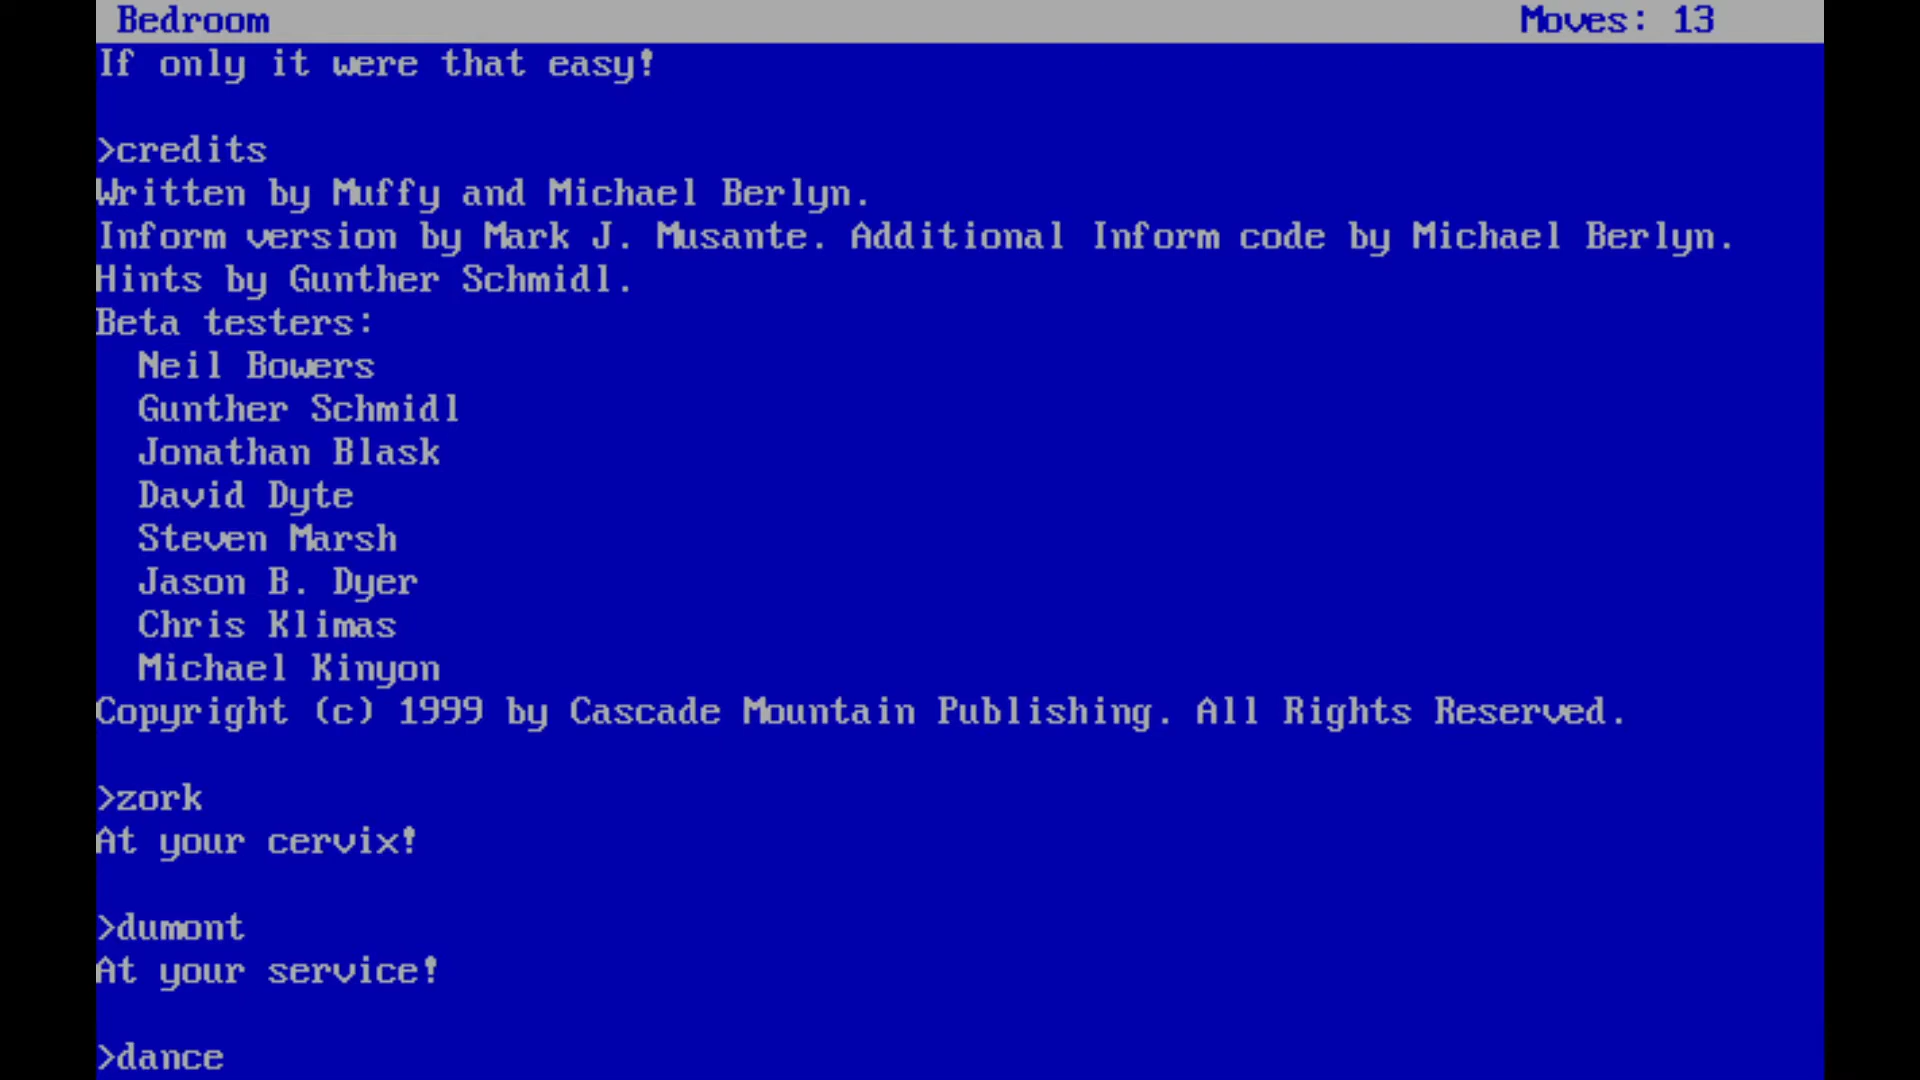 Bedroom Moves: 13
If only it were that easy!
>credits
Written by Muffy and Michael Berlyn.
Inform version by Mark J. Musante. Additional Inform code by Michael Berlyn.
Hints by Gunther Schmidl.
Beta testers:
Neil Bowers
Gunther Schmidl
Jonathan Blask
David Dyte
Steven Marsh
Jason B. Dyer
Chris Klimas
Michael Kinyon
Copyright (c) 1999 by Cascade Mountain Publishing. All Rights Reserved.
>zork
At your cervix!
>dumont
At your service!
>dance